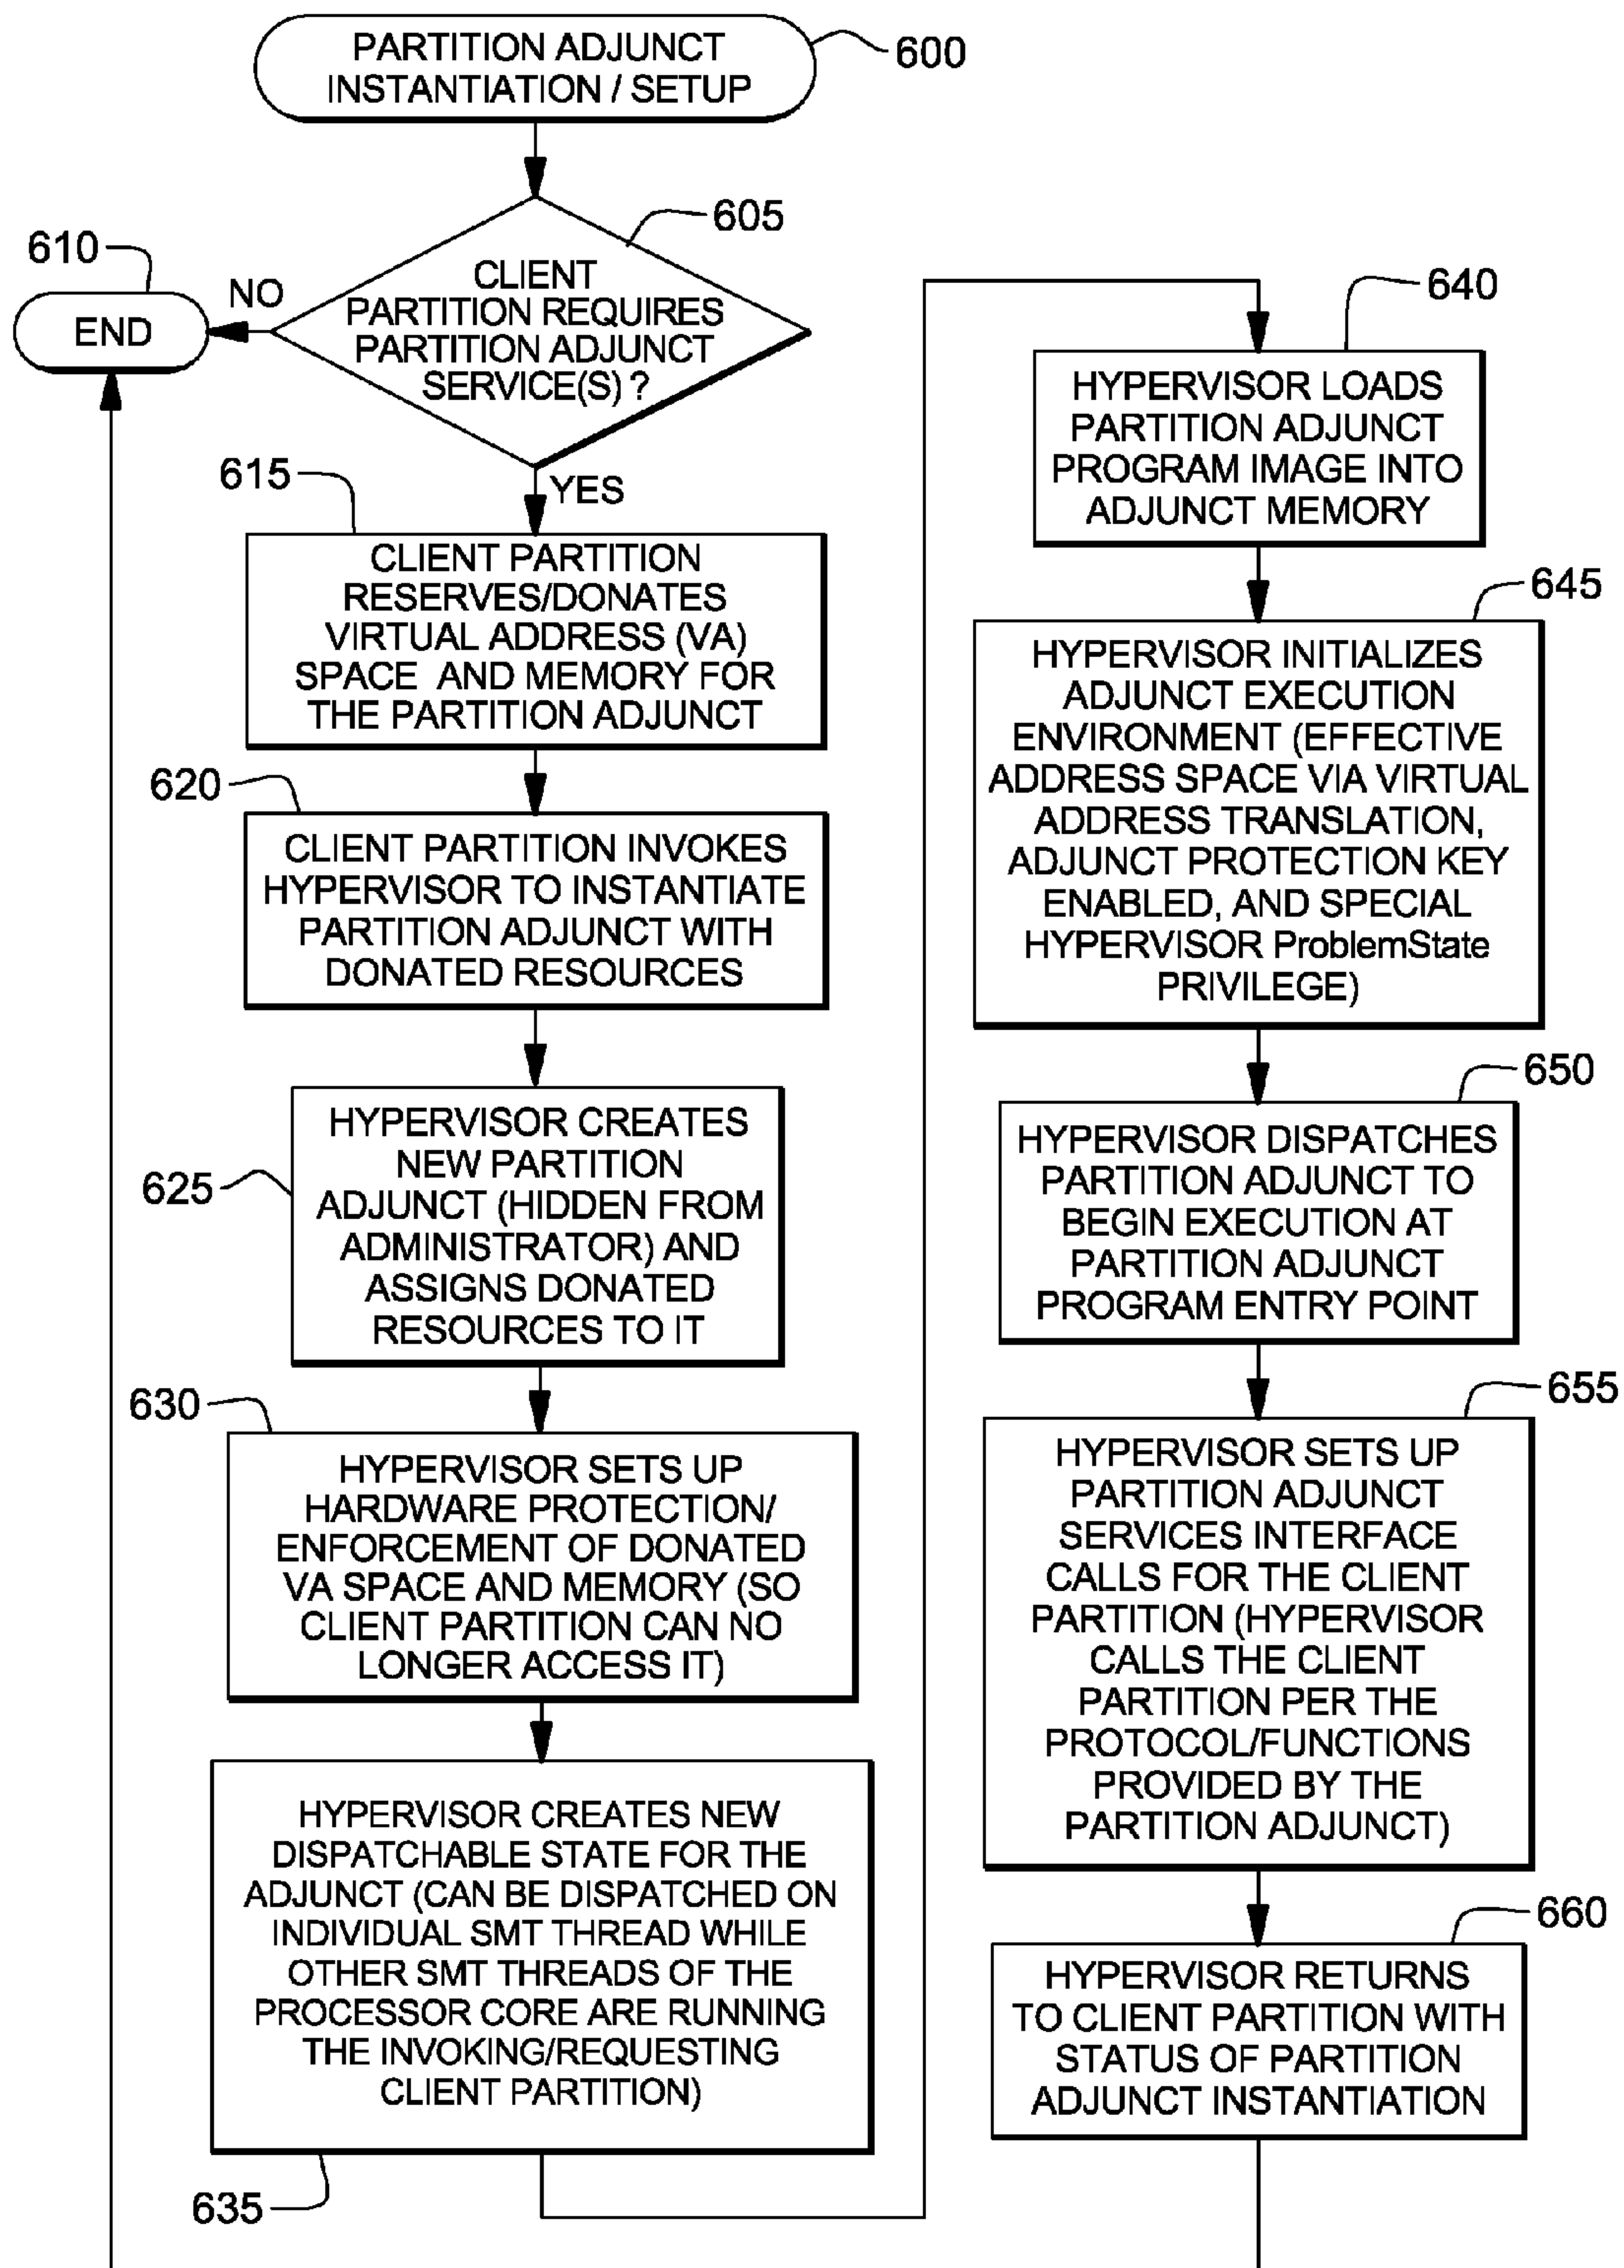 PARTITION ADJUNCT
INSTANTIATION / SETUP
600
605
CLIENT
PARTITION REQUIRES
PARTITION ADJUNCT
SERVICE(S) ?
610
NO
END
YES
615
CLIENT PARTITION
RESERVES/DONATES
VIRTUAL ADDRESS (VA)
SPACE AND MEMORY FOR
THE PARTITION ADJUNCT
620
CLIENT PARTITION INVOKES
HYPERVISOR TO INSTANTIATE
PARTITION ADJUNCT WITH
DONATED RESOURCES
625
HYPERVISOR CREATES
NEW PARTITION
ADJUNCT (HIDDEN FROM
ADMINISTRATOR) AND
ASSIGNS DONATED
RESOURCES TO IT
630
HYPERVISOR SETS UP
HARDWARE PROTECTION/
ENFORCEMENT OF DONATED
VA SPACE AND MEMORY (SO
CLIENT PARTITION CAN NO
LONGER ACCESS IT)
HYPERVISOR CREATES NEW
DISPATCHABLE STATE FOR THE
ADJUNCT (CAN BE DISPATCHED ON
INDIVIDUAL SMT THREAD WHILE
OTHER SMT THREADS OF THE
PROCESSOR CORE ARE RUNNING
THE INVOKING/REQUESTING
CLIENT PARTITION)
635
640
HYPERVISOR LOADS
PARTITION ADJUNCT
PROGRAM IMAGE INTO
ADJUNCT MEMORY
645
HYPERVISOR INITIALIZES
ADJUNCT EXECUTION
ENVIRONMENT (EFFECTIVE
ADDRESS SPACE VIA VIRTUAL
ADDRESS TRANSLATION,
ADJUNCT PROTECTION KEY
ENABLED, AND SPECIAL
HYPERVISOR ProblemState
PRIVILEGE)
650
HYPERVISOR DISPATCHES
PARTITION ADJUNCT TO
BEGIN EXECUTION AT
PARTITION ADJUNCT
PROGRAM ENTRY POINT
655
HYPERVISOR SETS UP
PARTITION ADJUNCT
SERVICES INTERFACE
CALLS FOR THE CLIENT
PARTITION (HYPERVISOR
CALLS THE CLIENT
PARTITION PER THE
PROTOCOL/FUNCTIONS
PROVIDED BY THE
PARTITION ADJUNCT)
660
HYPERVISOR RETURNS
TO CLIENT PARTITION WITH
STATUS OF PARTITION
ADJUNCT INSTANTIATION